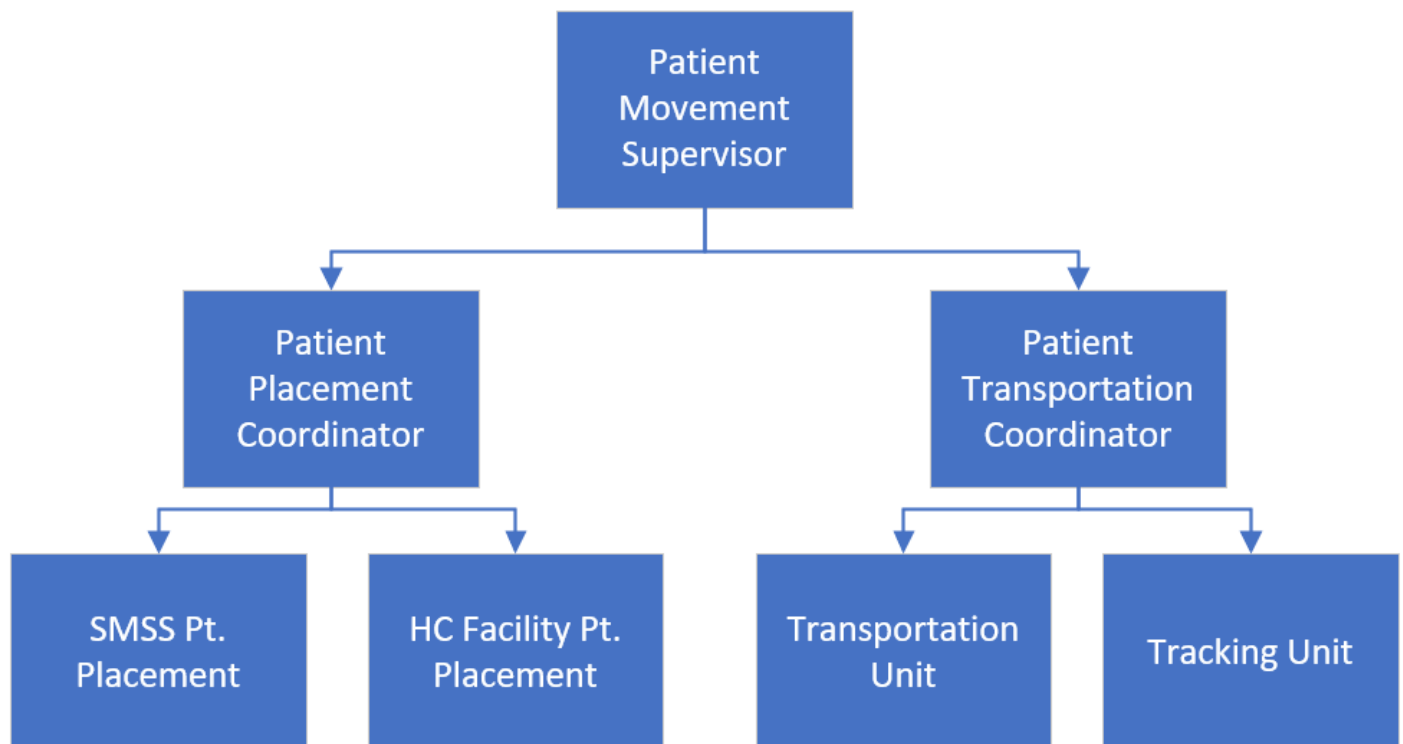 Patient
Movement
Supervisor
Patient
Placement
Coordinator
Patient
Transportation
Coordinator
SMSS Pt.
Placement
HC Facility Pt.
Placement
Transportation
Unit
Tracking Unit